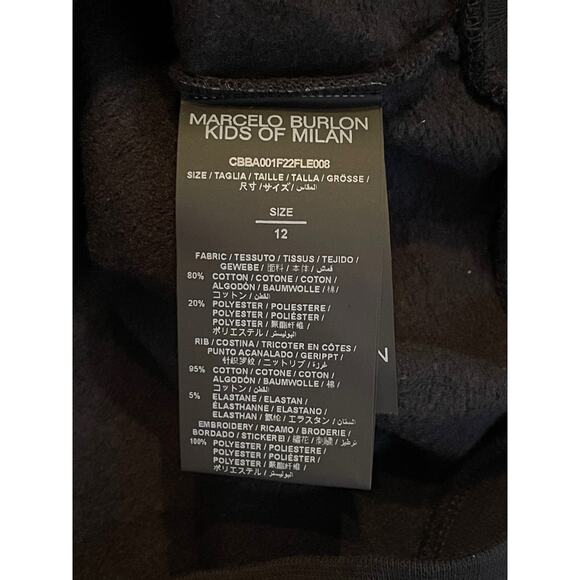 MARCELO BURLON
KIDS OF MILAN
CBBA001F22FLE008
SIZE / TAGLIA / TAILLE / TALLA / GRÖSSE /
尺寸 / サイズ / المقاس /
SIZE
12
FABRIC / TESSUTO / TISSUS / TEJIDO /
GEWEBE / 面料 / 本体 / قماش /
80% COTTON / COTONE / COTON /
ALGODÓN / BAUMWOLLE / 棉 /
コットン / القطن /
20% POLYESTER / POLIESTERE /
POLYESTER / POLIÉSTER /
POLYESTER / 聚酯纤维 /
ポリエステル / البوليستر /
RIB / COSTINA / TRICOTER EN CÔTES /
PUNTO ACANALADO / GERIPPT /
针织罗纹 / ニットリブ / غرزة /
95% COTTON / COTONE / COTON /
ALGODÓN / BAUMWOLLE / 棉 /
コットン / القطن /
5% ELASTANE / ELASTAN /
ELASTHANNE / ELASTANO /
ELASTHAN / 氨纶 / エラスタン /
EMBROIDERY / RICAMO / BRODERIE /
BORDADO / STICKEREI / 繡花 / 刺繍 / تطريز /
100% POLYESTER / POLIESTERE /
POLYESTER / POLIÉSTER /
POLYESTER / 聚酯纤维 /
ポリエステル / البوليستر /